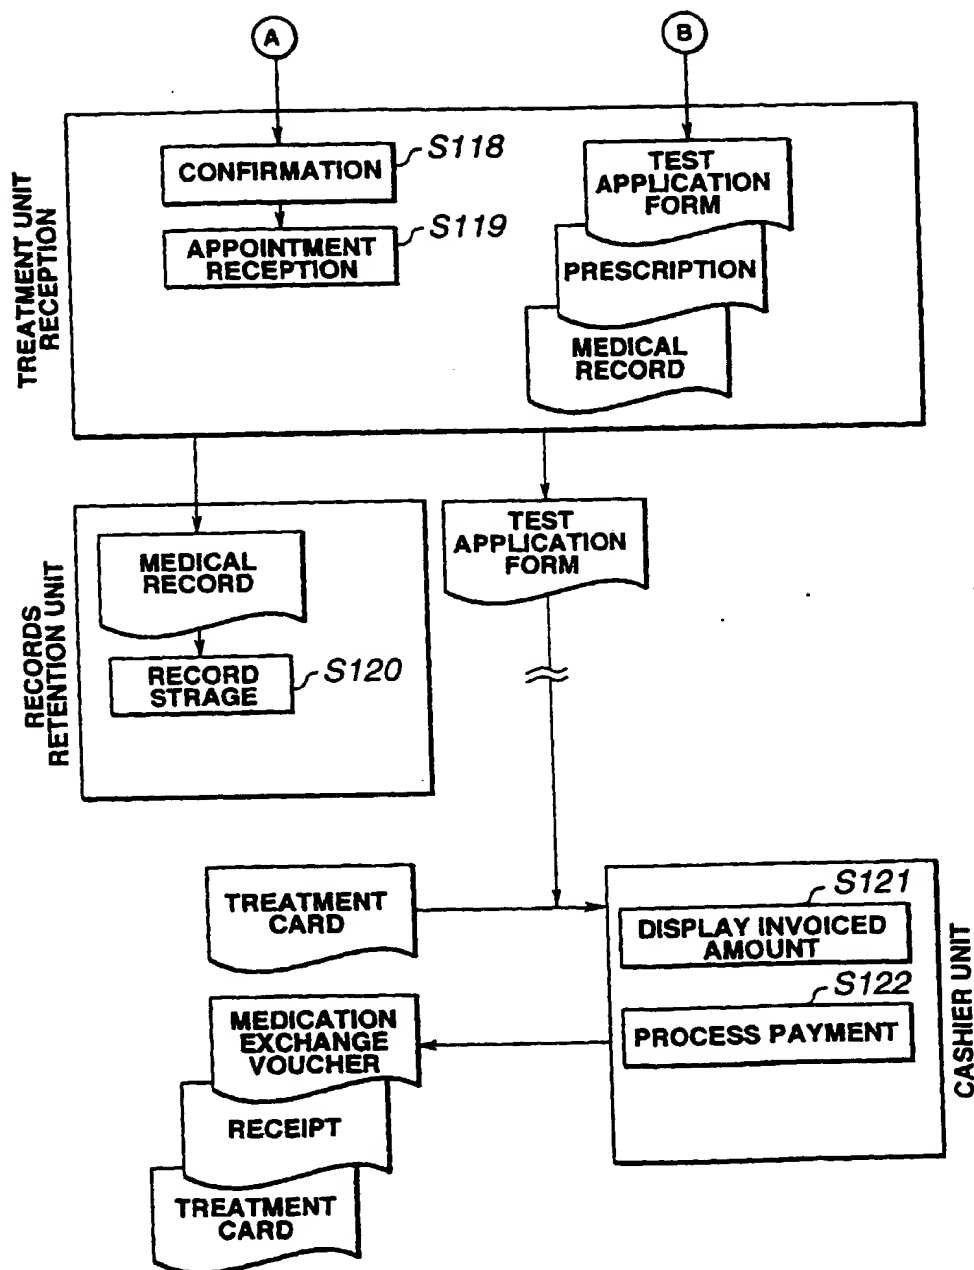 A
B
TREATMENT UNIT
RECEPTION
CONFIRMATION
S118
APPOINTMENT
RECEPTION
S119
TEST
APPLICATION
FORM
PRESCRIPTION
MEDICAL
RECORD
RECORDS
RETENTION UNIT
MEDICAL
RECORD
RECORD
STRAGE
S120
TEST
APPLICATION
FORM
TREATMENT
CARD
S121
DISPLAY INVOICED
AMOUNT
S122
PROCESS PAYMENT
CASHIER UNIT
MEDICATION
EXCHANGE
VOUCHER
RECEIPT
TREATMENT
CARD